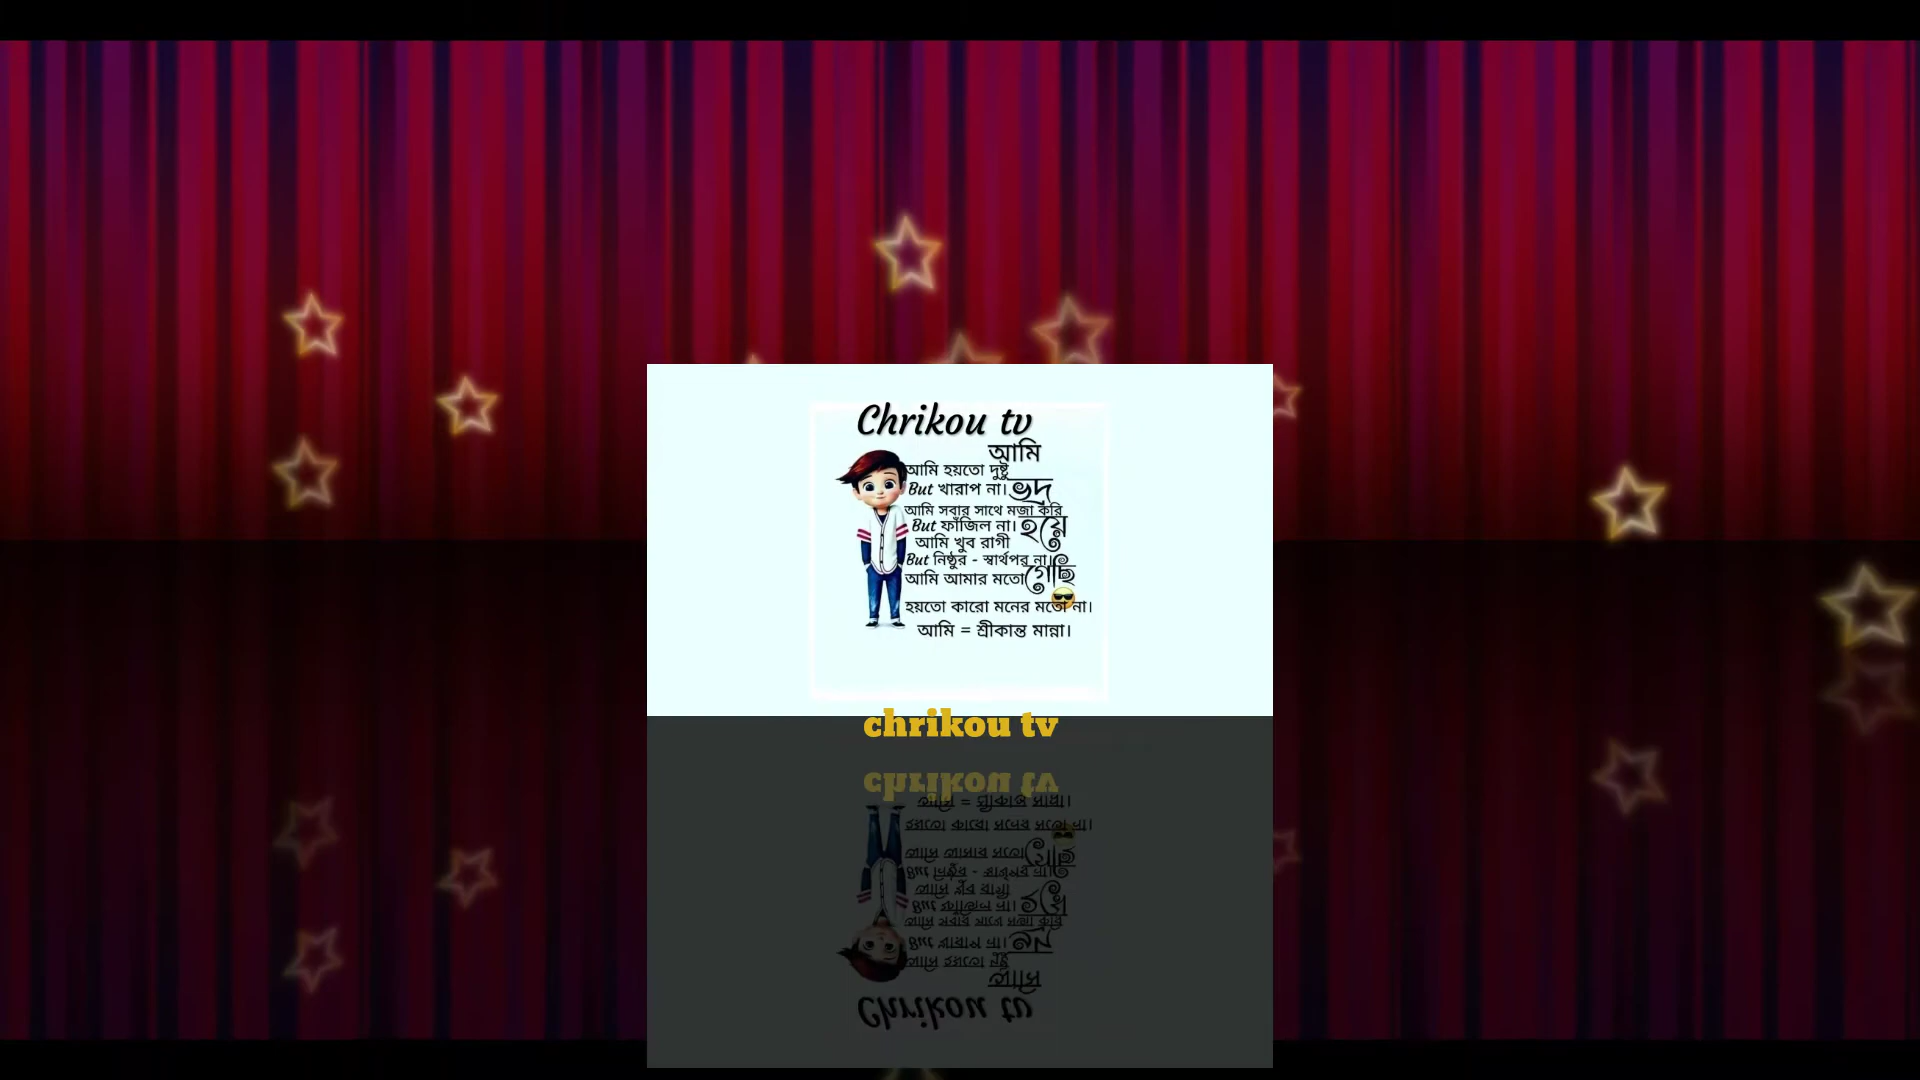 Chrikou tv
আমি
আমি হয়তো দুষ্টু
But খারাপ না।
ভদ্র
আমি সবার সাথে মজা করি
But ফাঁজিল না।
হয়ে
আমি খুব রাগী
But নিষ্ঠুর - স্বার্থপর না।
গেছি
আমি আমার মতো
হয়তো কারো মনের মতো না।
আমি = শ্রীকান্ত মান্না।
chrikou tv